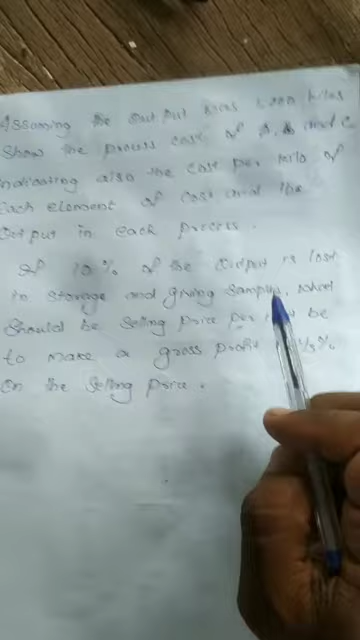 Assuming the output was 1,000 kilos
Show the process cost of A, B and C
indicating also the cost per kilo of
Each element of cost and the
Output in each process.
If 10% of the output is lost
in storage and giving samples, what
Should be Selling price per be
to make a gross profit 1/3 %
On the Selling price.